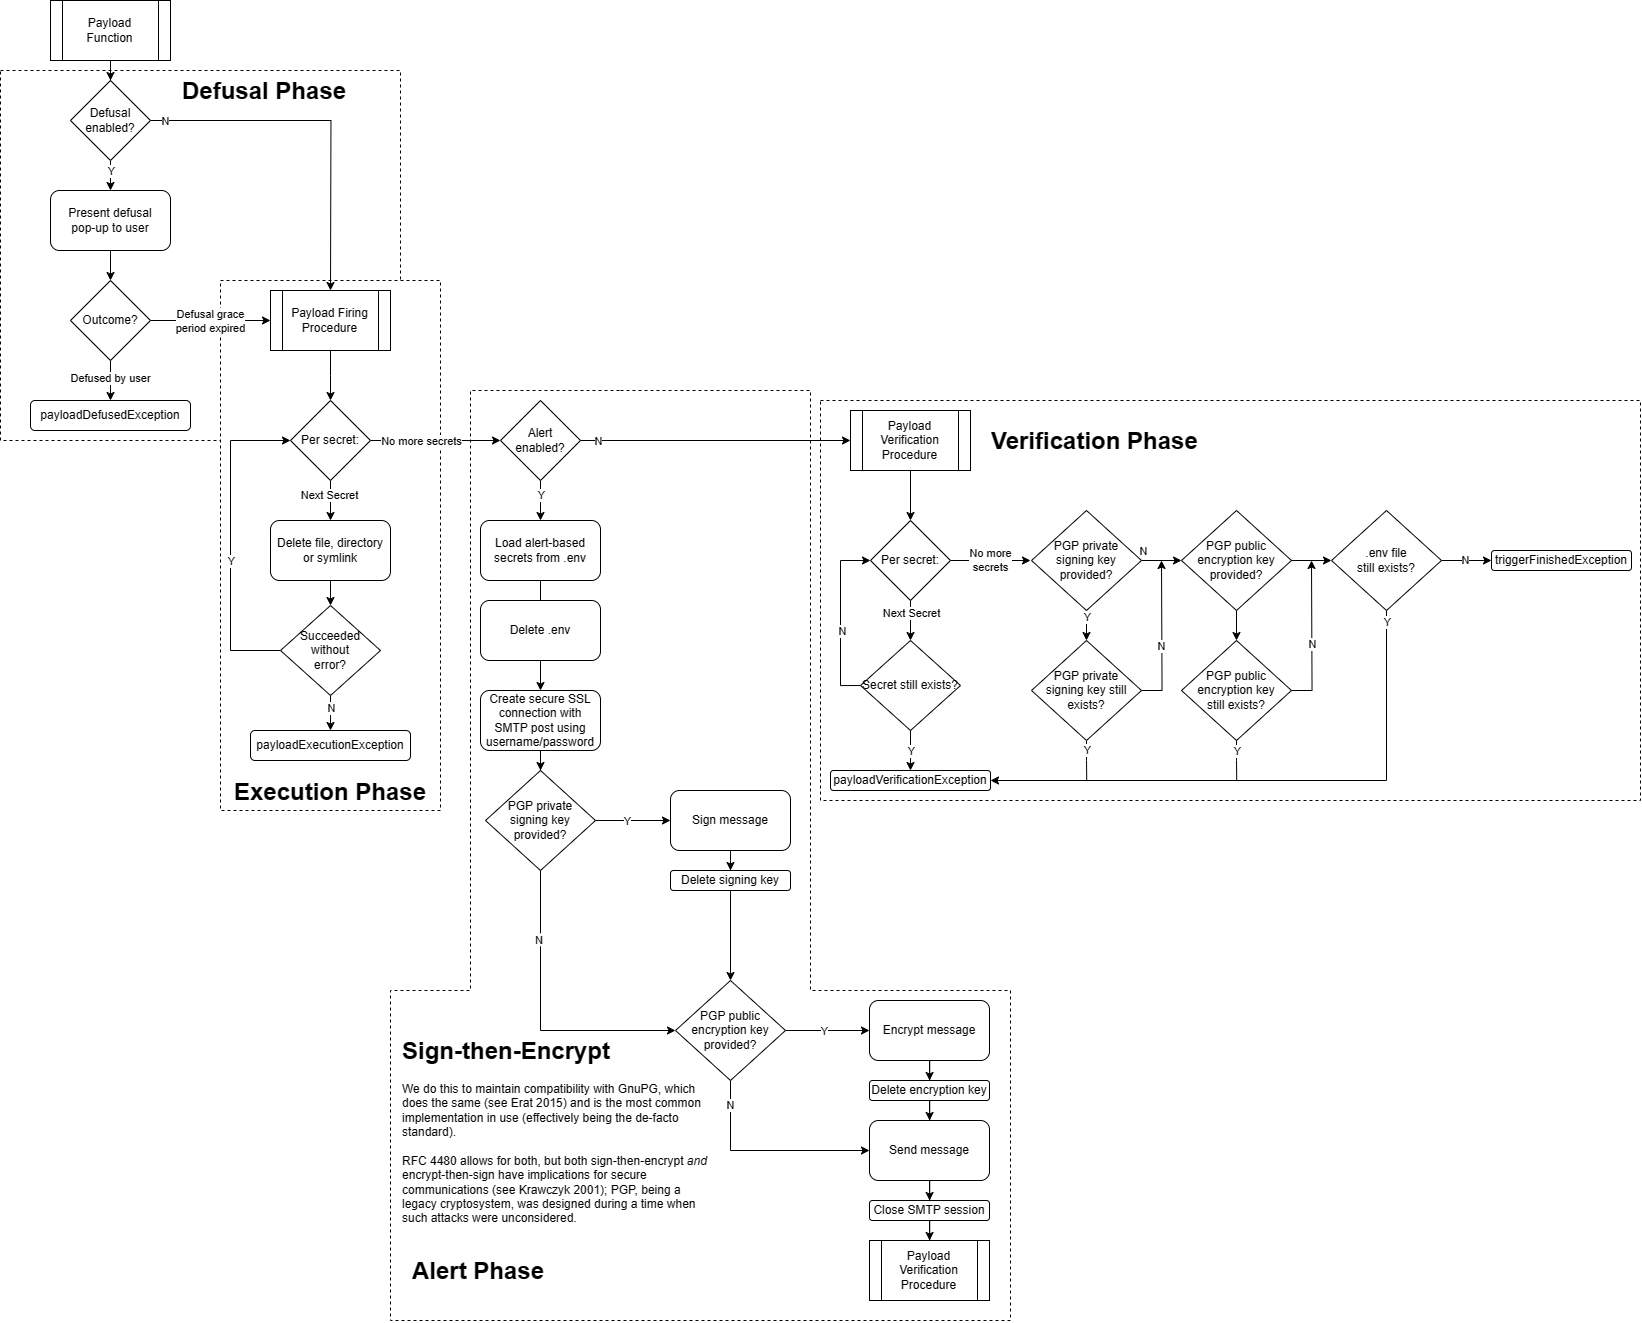 Payload
Function
Defusal Phase
Defusal
enabled?
N
Y
Present defusal
pop-up to user
Outcome?
Defusal grace
period expired
Defused by user
payloadDefusedException
Payload Firing
Procedure
Per secret:
No more secrets
Next Secret
Delete file, directory
or symlink
Y
Succeeded
without
error?
N
payloadExecutionException
Execution Phase
Alert
enabled?
N
Y
Load alert-based
secrets from .env
Delete .env
Create secure SSL
connection with
SMTP post using
username/password
PGP private
signing key
provided?
Y
Sign message
Delete signing key
N
PGP public
encryption key
provided?
Y
Encrypt message
Delete encryption key
N
Send message
Close SMTP session
Payload
Verification
Procedure
Sign-then-Encrypt
We do this to maintain compatibility with GnuPG, which
does the same (see Erat 2015) and is the most common
implementation in use (effectively being the de-facto
standard).
RFC 4480 allows for both, but both sign-then-encrypt and
encrypt-then-sign have implications for secure
communications (see Krawczyk 2001); PGP, being a
legacy cryptosystem, was designed during a time when
such attacks were unconsidered.
Alert Phase
Payload
Verification
Procedure
Verification Phase
Per secret:
No more
secrets
Next Secret
N
Secret still exists?
Y
payloadVerificationException
PGP private
signing key
provided?
N
Y
PGP private
signing key still
exists?
N
Y
PGP public
encryption key
provided?
PGP public
encryption key
still exists?
N
Y
.env file
still exists?
N
Y
triggerFinishedException